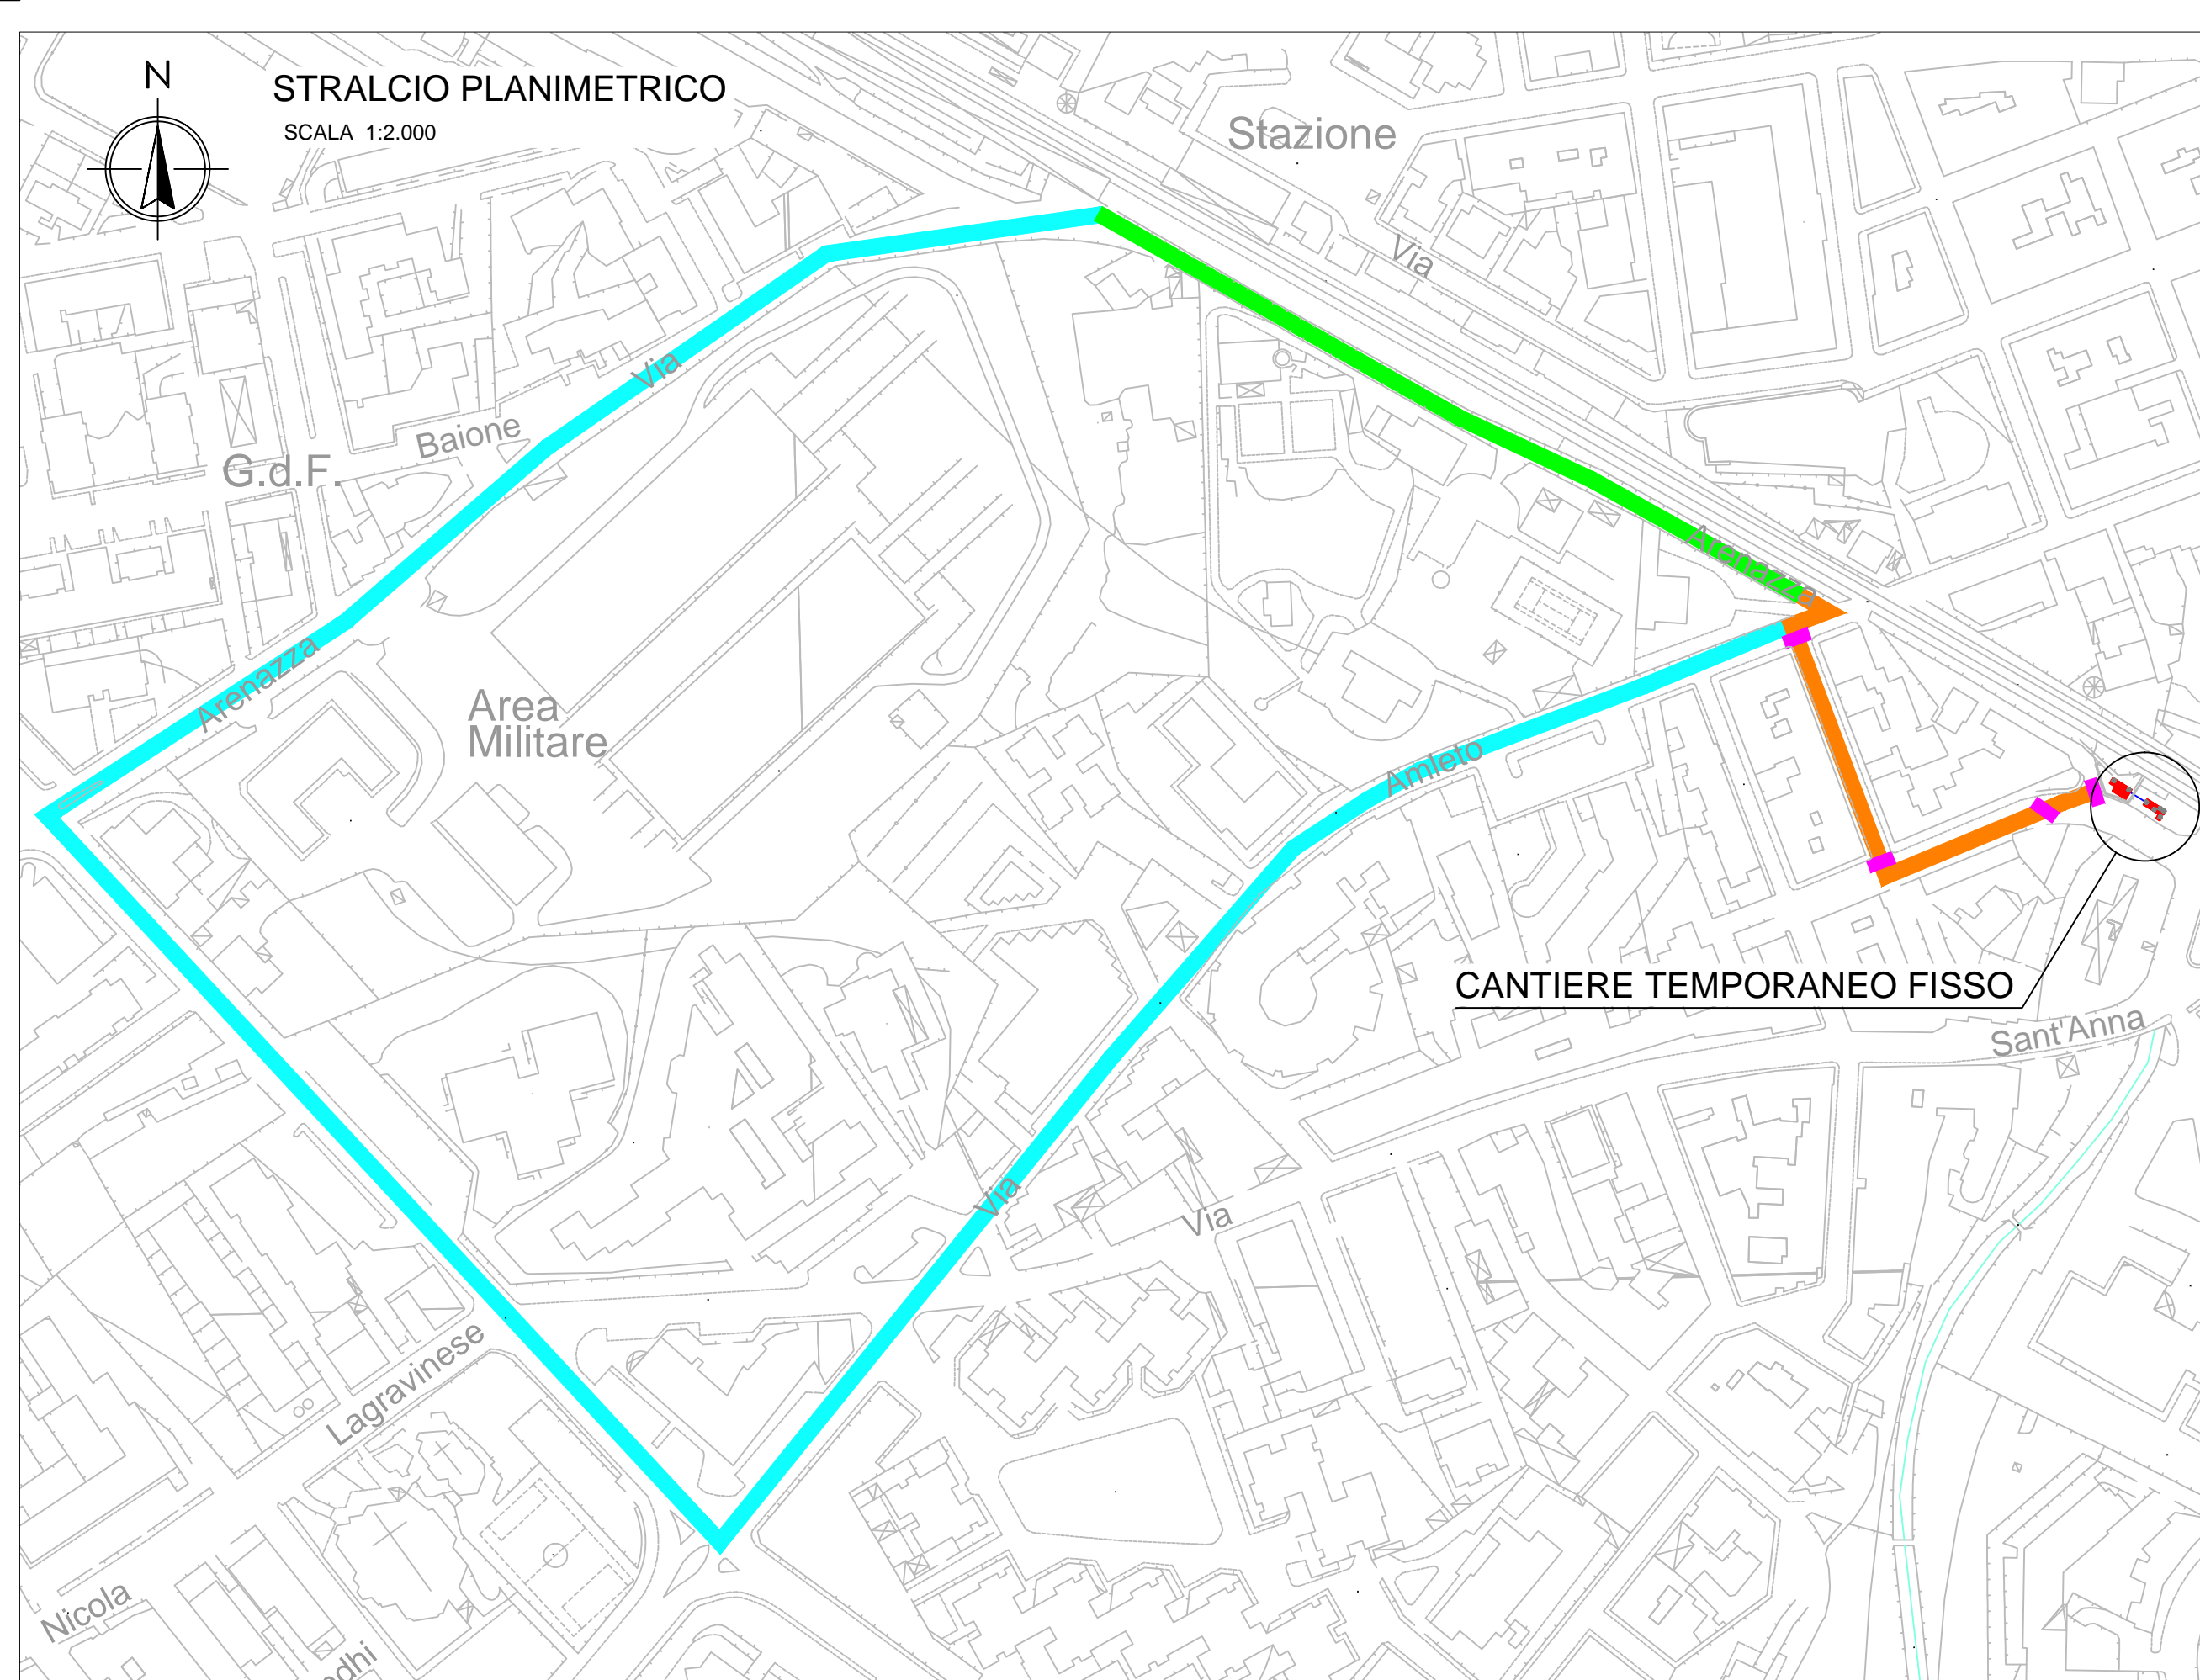 N
STRALCIO PLANIMETRICO
SCALA 1:2.000
Stazione
Via
Via
Baione
G.d.F.
Arenazza
Arenazza
Area
Militare
Amleto
CANTIERE TEMPORANEO FISSO
Sant'Anna
Via
Via
Lagravinese
Nicola